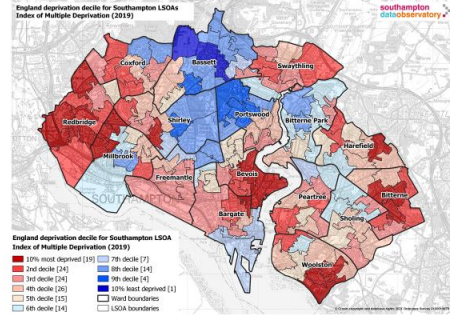 England deprivation decile for Southampton LSOAs
Index of Multiple Deprivation (2019)
southampton
dataobservatory
Bassett
Coxford
Swaythling
Redbridge
Shirley
Portswood
Bitterne Park
Millbrook
Harefield
Freemantle
Bevois
Peartree
Bitterne
SOUTHAMPTON
Bargate
Sholing
Woolston
England deprivation decile for Southampton LSOA
Index of Multiple Deprivation (2019)
10% most deprived [19]
2nd decile [24]
3rd decile [24]
4th decile [26]
5th decile [15]
6th decile [14]
7th decile [7]
8th decile [14]
9th decile [4]
10% least deprived [1]
Ward boundaries
LSOA boundaries